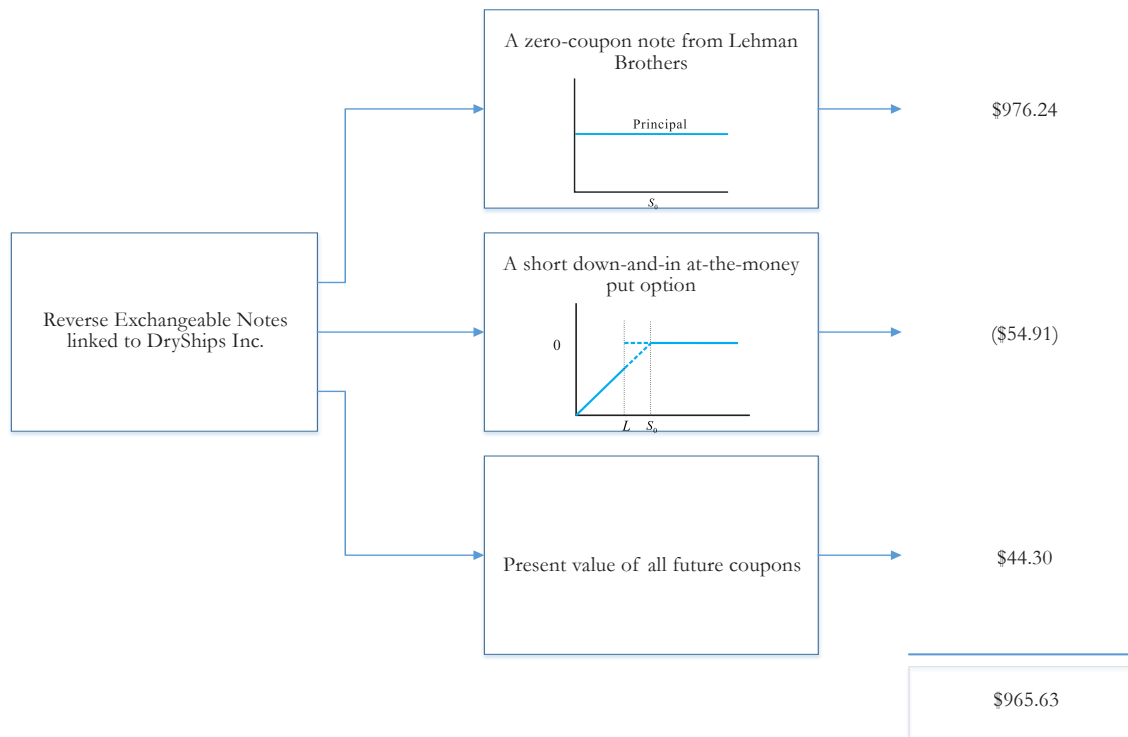 A zero-coupon note from Lehman
Brothers
Principal
S₀
$976.24
Reverse Exchangeable Notes
linked to DryShips Inc.
A short down-and-in at-the-money
put option
0
L S₀
($54.91)
Present value of all future coupons
$44.30
$965.63